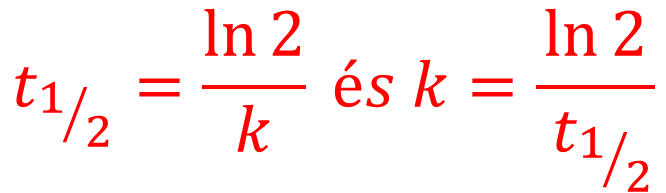 t₁/₂ = ln 2 / k és k = ln 2 / t₁/₂